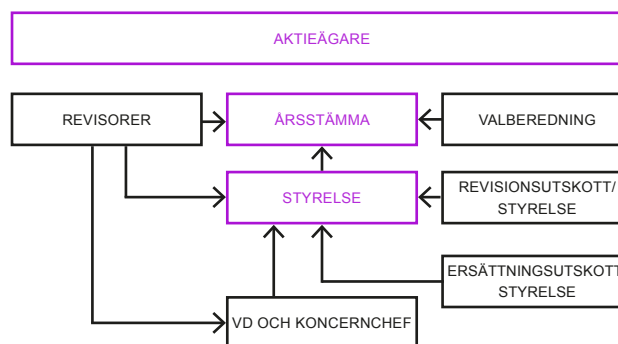 AKTIEÄGARE
REVISORER
ÅRSSTÄMMA
VALBEREDNING
STYRELSE
REVISIONSUTSKOTT/
STYRELSE
ERSÄTTNINGSUTSKOTT/
STYRELSE
VD OCH KONCERNCHEF